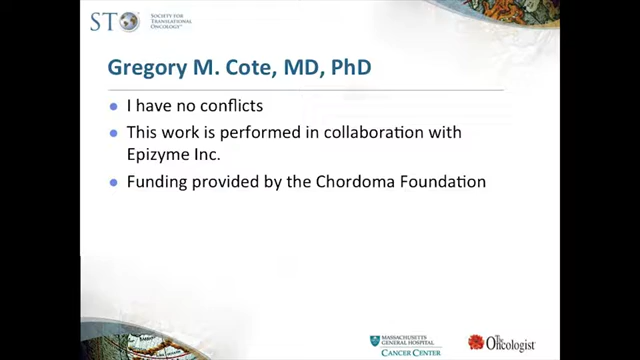 STO
SOCIETY FOR
TRANSLATIONAL
ONCOLOGY
Gregory M. Cote, MD, PhD
I have no conflicts
This work is performed in collaboration with
Epizyme Inc.
Funding provided by the Chordoma Foundation
MASSACHUSETTS
GENERAL HOSPITAL
CANCER CENTER
The Oncologist